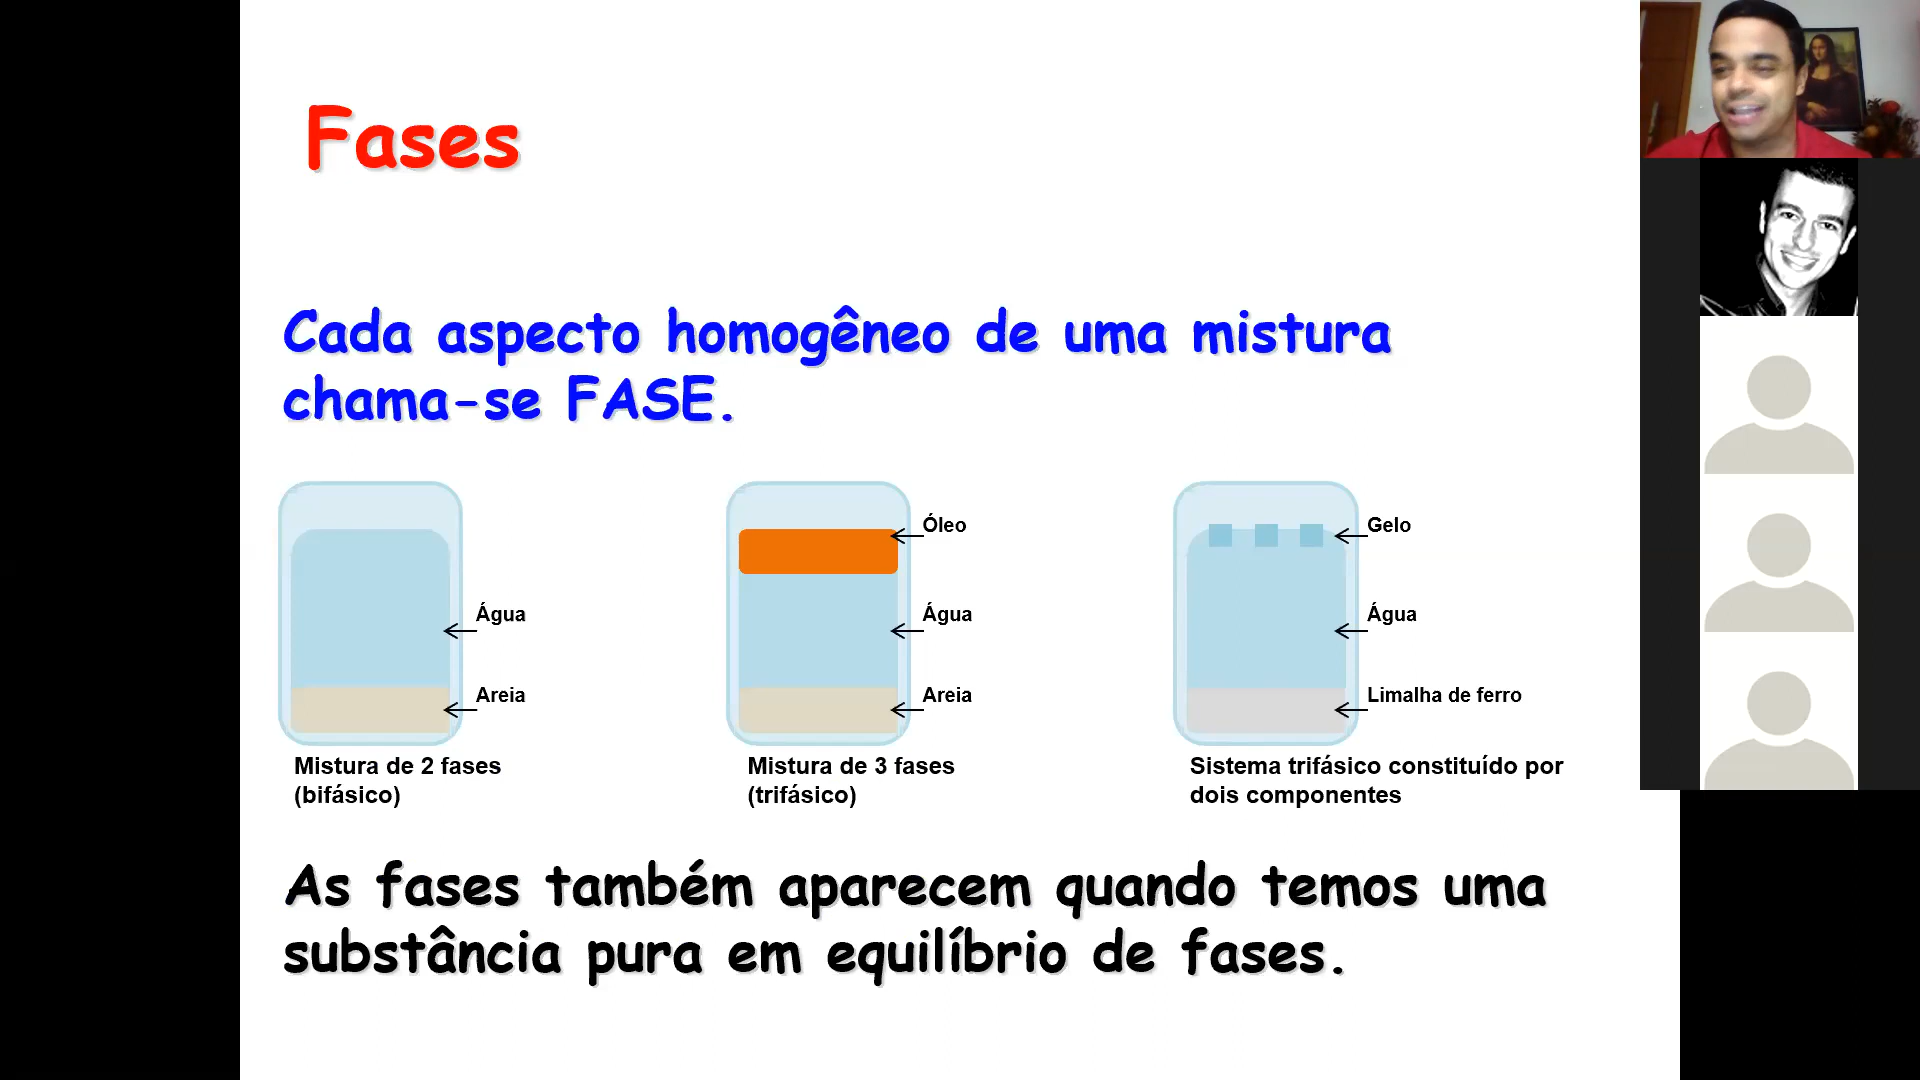 Fases
Cada aspecto homogêneo de uma mistura
chama-se FASE.
Água
Areia
Mistura de 2 fases
(bifásico)
Óleo
Água
Areia
Mistura de 3 fases
(trifásico)
Gelo
Água
Limalha de ferro
Sistema trifásico constituído por
dois componentes
As fases também aparecem quando temos uma
substância pura em equilíbrio de fases.